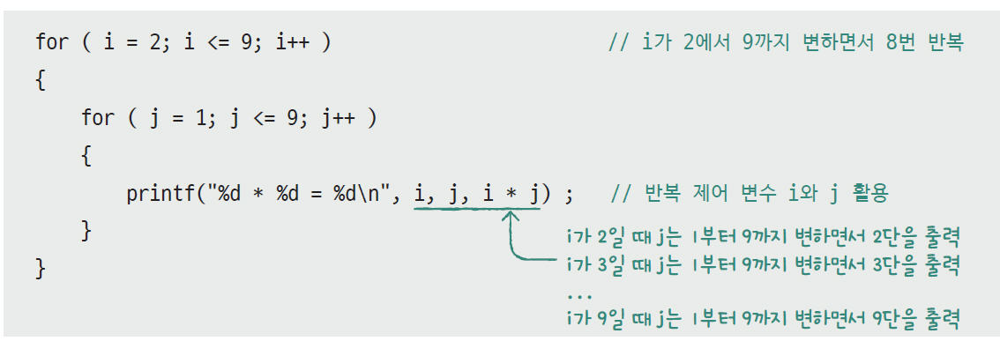 for ( i = 2; i <= 9; i++ ) // i가 2에서 9까지 변하면서 8번 반복
{
for ( j = 1; j <= 9; j++ )
{
printf("%d * %d = %d\n", i, j, i * j) ; // 반복 제어 변수 i와 j 활용
}
i가 2일 때 j는 1부터 9까지 변하면서 2단을 출력
i가 3일 때 j는 1부터 9까지 변하면서 3단을 출력
}
...
i가 9일 때 j는 1부터 9까지 변하면서 9단을 출력